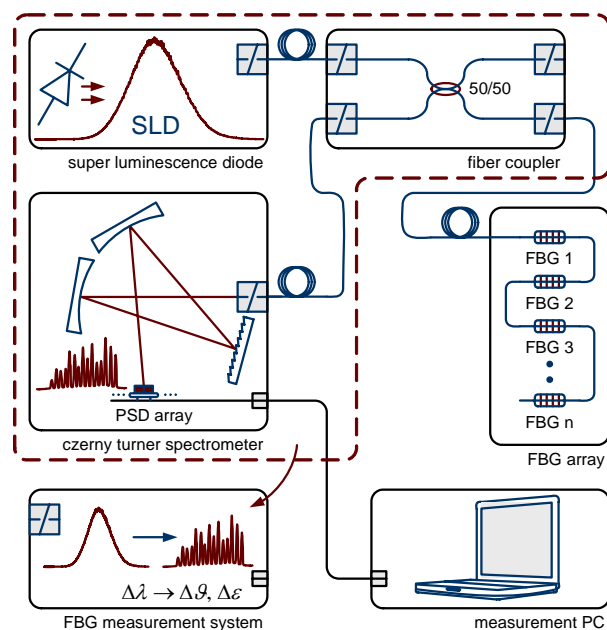 SLD
super luminescence diode
50/50
fiber coupler
FBG 1
FBG 2
FBG 3
FBG n
FBG array
PSD array
czerny turner spectrometer
Δλ → Δϑ, Δε
FBG measurement system
measurement PC